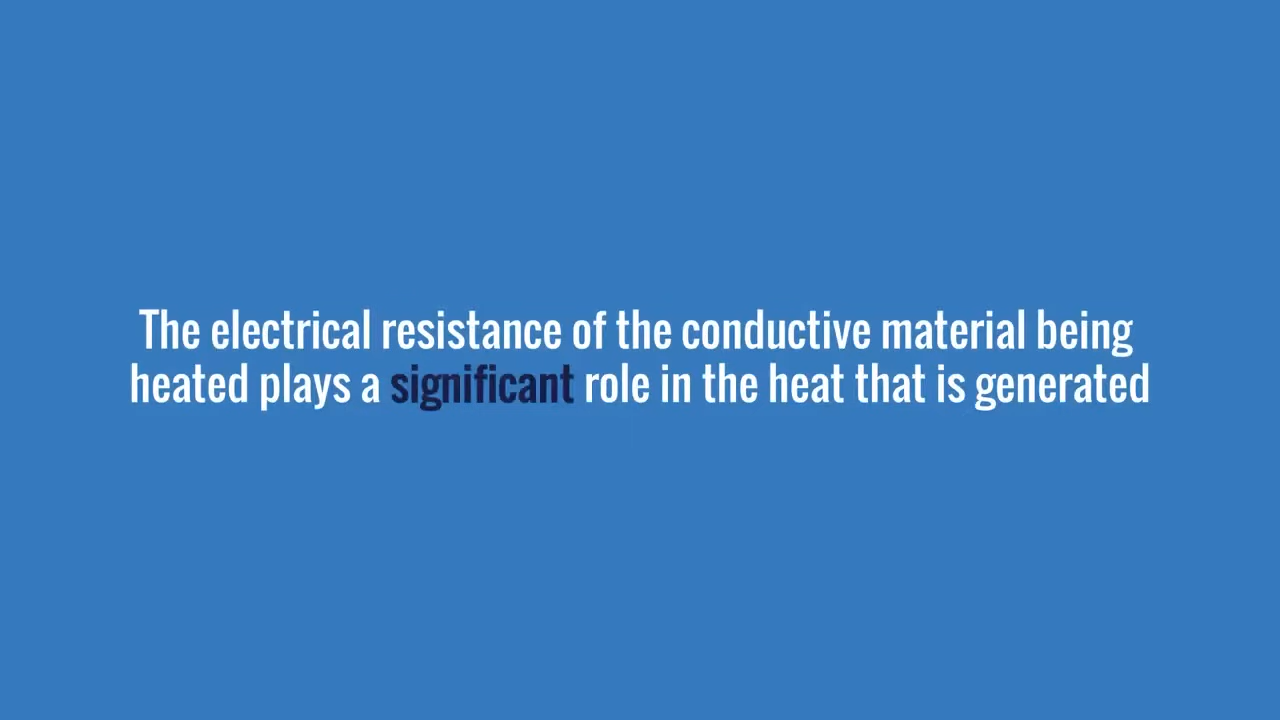 The electrical resistance of the conductive material being
heated plays a significant role in the heat that is generated